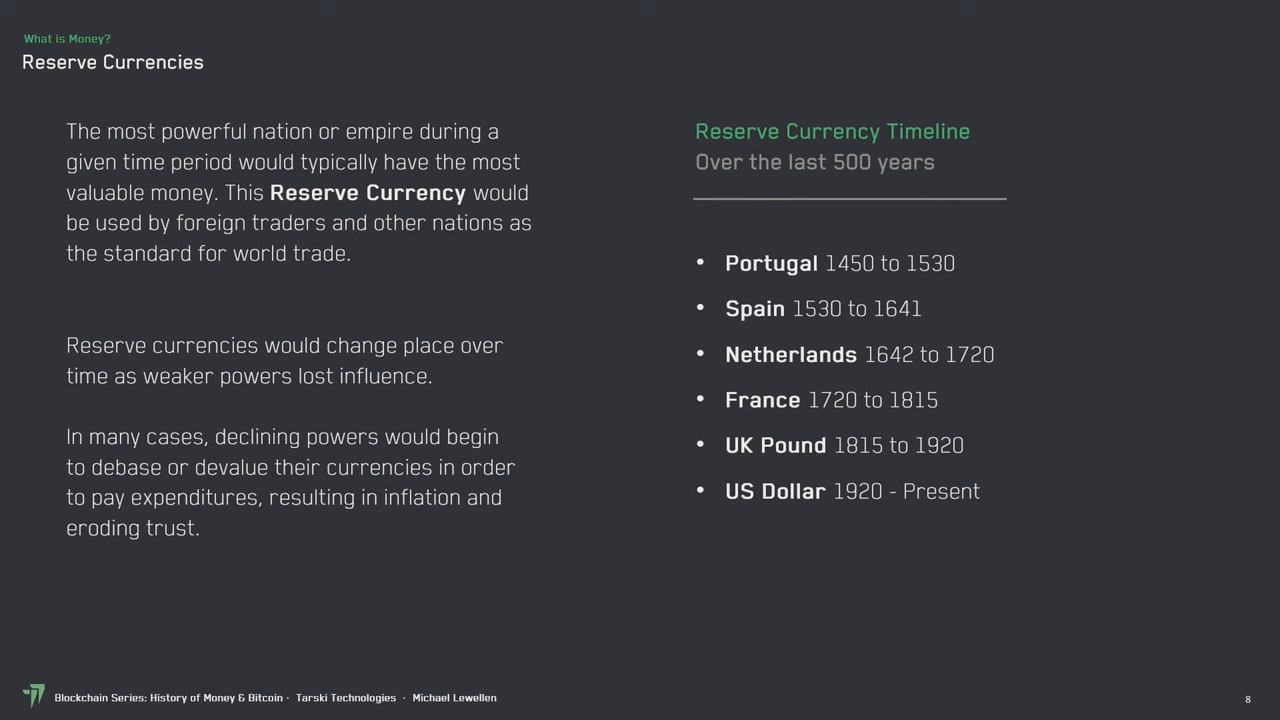 What is Money?
Reserve Currencies
The most powerful nation or empire during a
given time period would typically have the most
valuable money. This Reserve Currency would
be used by foreign traders and other nations as
the standard for world trade.
Reserve currencies would change place over
time as weaker powers lost influence.
In many cases, declining powers would begin
to debase or devalue their currencies in order
to pay expenditures, resulting in inflation and
eroding trust.
Reserve Currency Timeline
Over the last 500 years
• Portugal 1450 to 1530
• Spain 1530 to 1641
• Netherlands 1642 to 1720
• France 1720 to 1815
• UK Pound 1815 to 1920
• US Dollar 1920 - Present
Blockchain Series: History of Money & Bitcoin · Tarski Technologies · Michael Lewellen
8